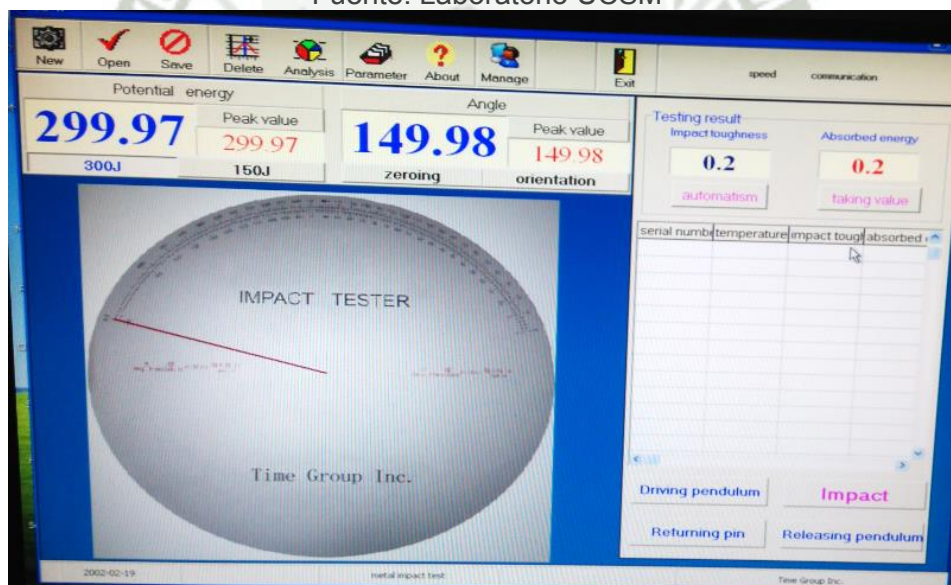 Fuente: Laboratorio UCSM
New Open Save Delete Analysis Parameter About Manage Exit speed communication
Potential energy
299.97
Peak value
299.97
300J 150J
Angle
149.98
Peak value
149.98
zeroing orientation
Testing result
Impact toughness Absorbed energy
0.2 0.2
automatism taking value
serial numb temperature impact toug absorbed
IMPACT TESTER
Time Group Inc.
Driving pendulum Impact
Returning pin Releasing pendulum
2002-02-19 metal impact test Time Group Inc.